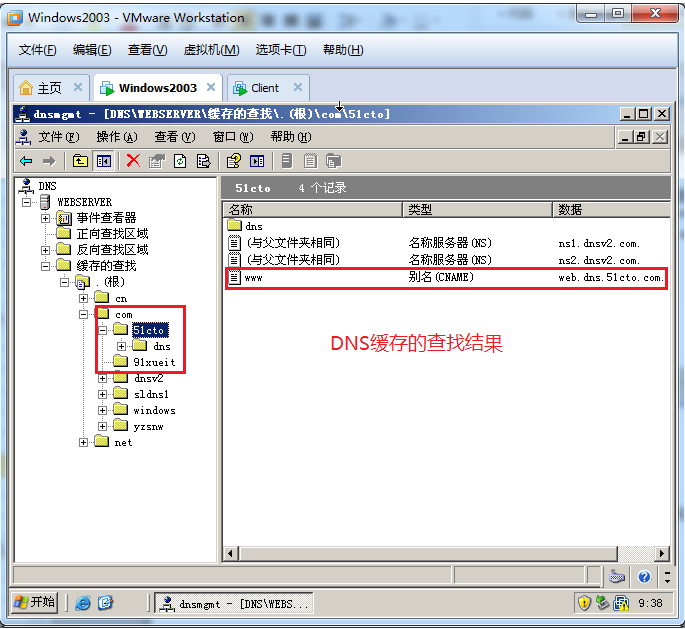 Windows2003 - VMware Workstation
文件(F) 编辑(E) 查看(V) 虚拟机(M) 选项卡(T) 帮助(H)
主页 Windows2003 Client
dnsmgmt - [DNS\WEBSERVER\缓存的查找\.(根)\com\51cto]
文件(F) 操作(A) 查看(V) 窗口(W) 帮助(H)
DNS
WEBSERVER
事件查看器
正向查找区域
反向查找区域
缓存的查找
.(根)
cn
com
51cto
dns
91xueit
dnsv2
sldns1
windows
yzsnw
net
51cto 4 个记录
名称 类型 数据
dns
(与父文件夹相同) 名称服务器(NS) ns1.dnsv2.com.
(与父文件夹相同) 名称服务器(NS) ns2.dnsv2.com.
www 别名(CNAME) web.dns.51cto.com.
DNS缓存的查找结果
开始 dnsmgmt - [DNS\WEBS... 9:38